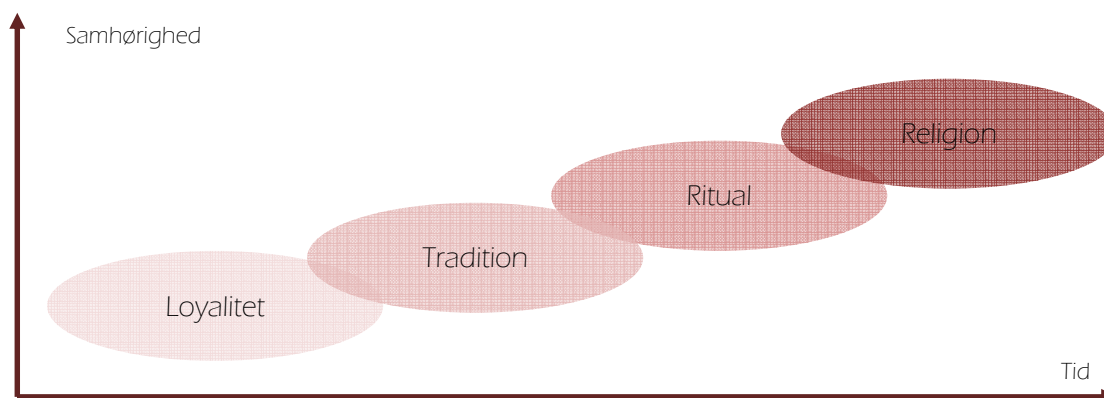 Samhørighed
Religion
Ritual
Tradition
Loyalitet
Tid